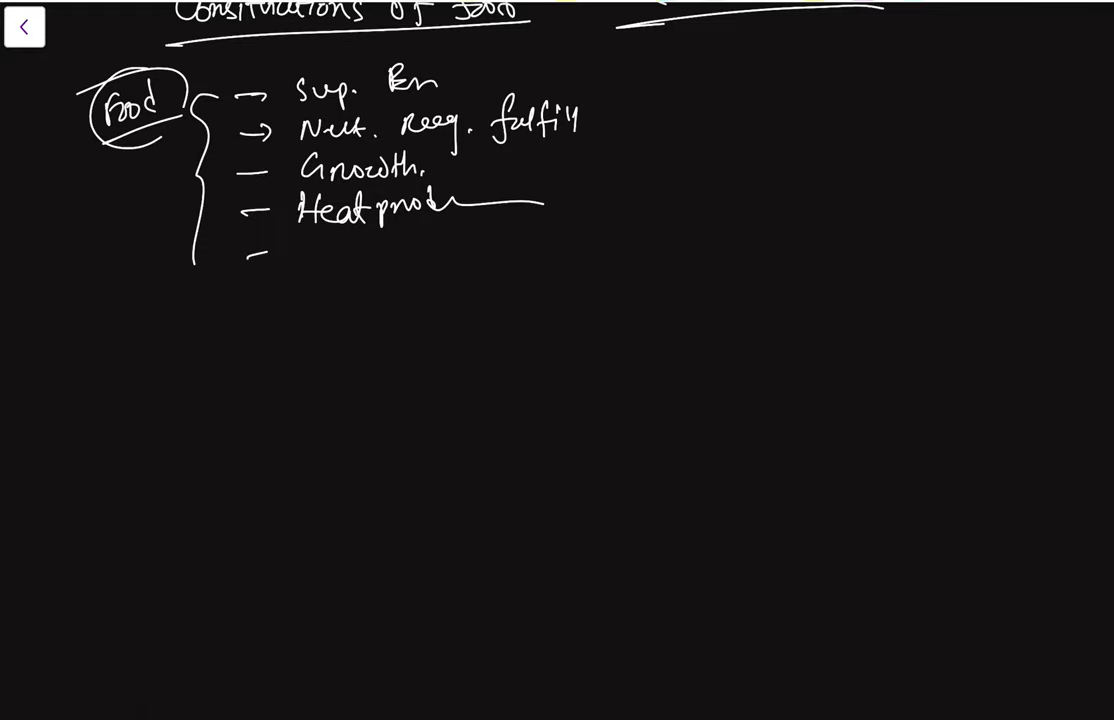 Constitutions of food
Food
Sup. En
Nut. Req. fulfill
Growth.
Heat prod